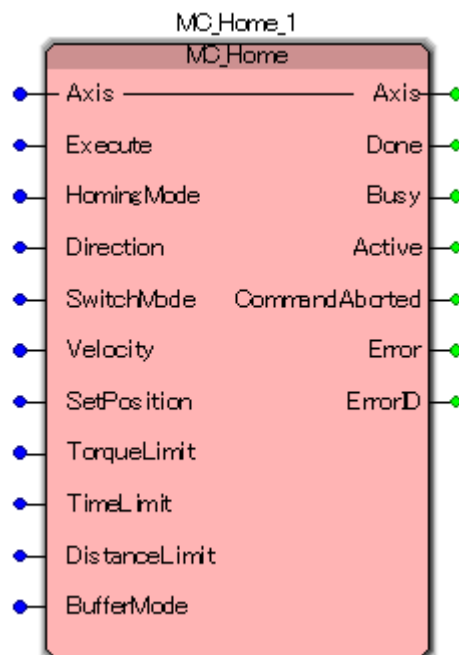 MC_Home_1
MC_Home
Axis Axis
Execute Done
HomingMode Busy
Direction Active
SwitchMode CommandAborted
Velocity Error
SetPosition ErrorID
TorqueLimit
TimeLimit
DistanceLimit
BufferMode